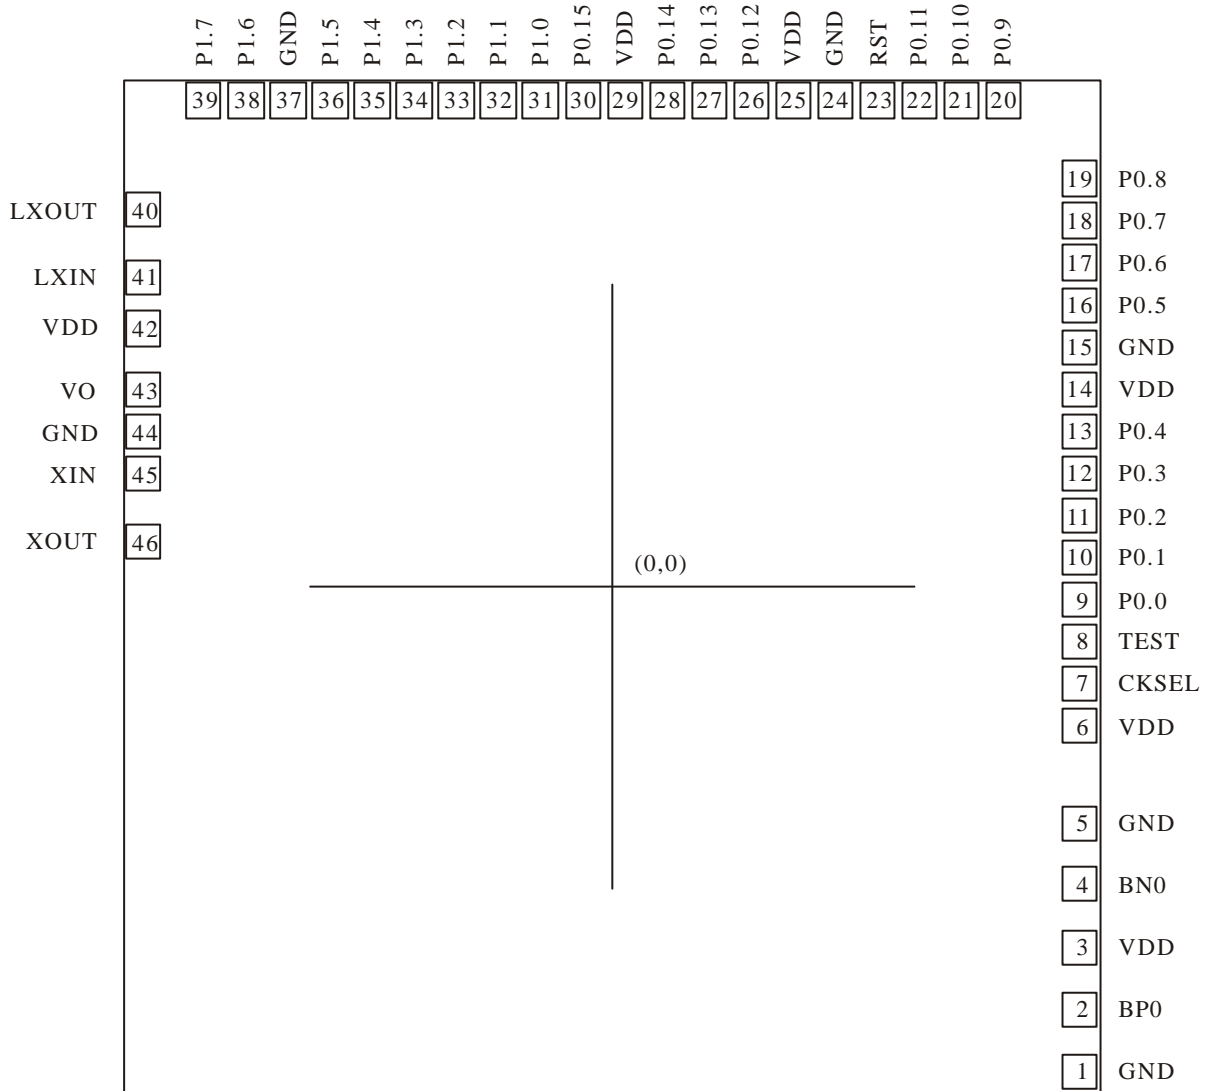 P1.7 P1.6 GND P1.5 P1.4 P1.3 P1.2 P1.1 P1.0 P0.15 VDD P0.14 P0.13 P0.12 VDD GND RST P0.11 P0.10 P0.9
39 38 37 36 35 34 33 32 31 30 29 28 27 26 25 24 23 22 21 20
19 P0.8
LXOUT 40
18 P0.7
17 P0.6
LXIN 41
16 P0.5
VDD 42
15 GND
VO 43
14 VDD
GND 44
13 P0.4
XIN 45
12 P0.3
11 P0.2
XOUT 46
10 P0.1
(0,0)
9 P0.0
8 TEST
7 CKSEL
6 VDD
5 GND
4 BN0
3 VDD
2 BP0
1 GND